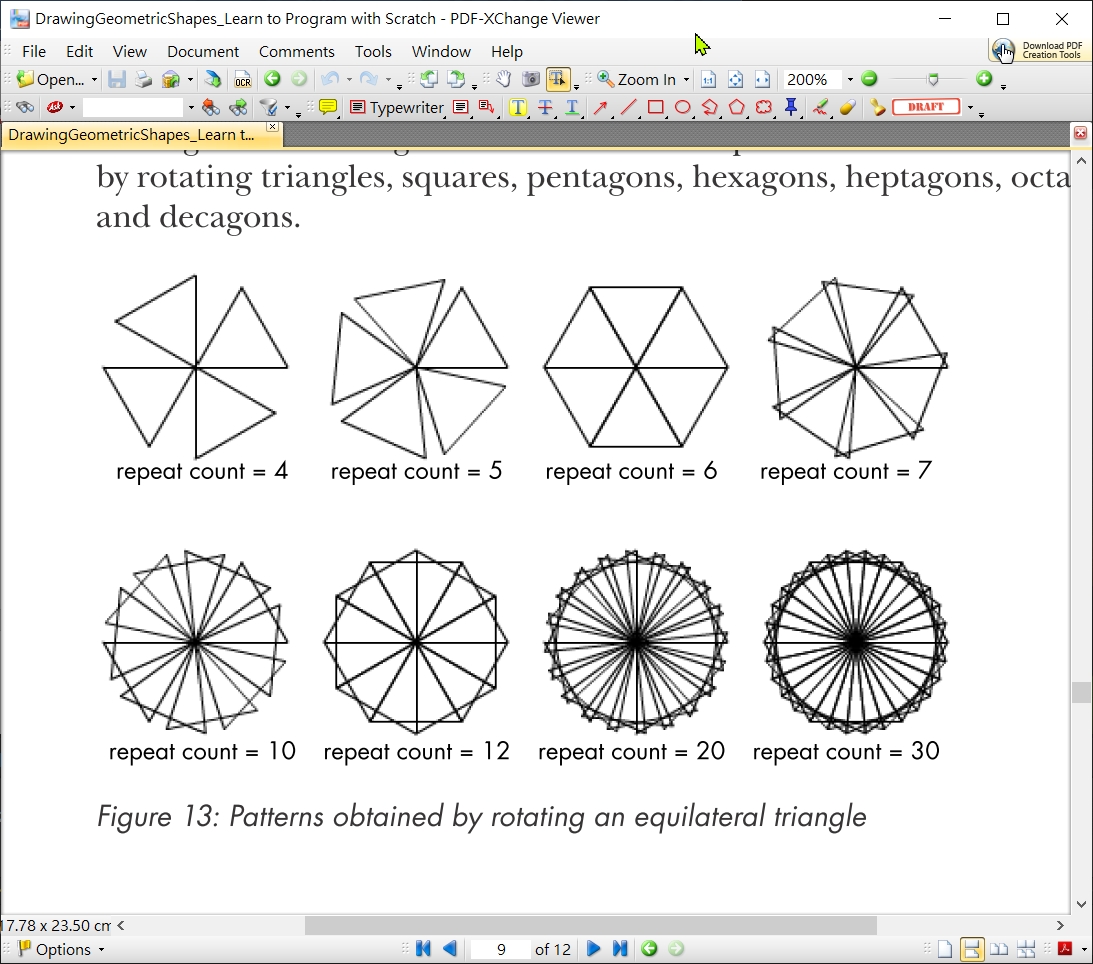 DrawingGeometricShapes_Learn to Program with Scratch - PDF-XChange Viewer
File Edit View Document Comments Tools Window Help
Download PDF
Creation Tools
Open... OCR Zoom In 1:1 200%
Typewriter T T T DRAFT
DrawingGeometricShapes_Learn t...
by rotating triangles, squares, pentagons, hexagons, heptagons, octa
and decagons.
repeat count = 4 repeat count = 5 repeat count = 6 repeat count = 7
repeat count = 10 repeat count = 12 repeat count = 20 repeat count = 30
Figure 13: Patterns obtained by rotating an equilateral triangle
17.78 x 23.50 cm
Options 9 of 12